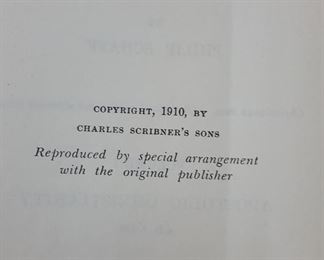 COPYRIGHT, 1910, BY
CHARLES SCRIBNER'S SONS
Reproduced by special arrangement
with the original publisher